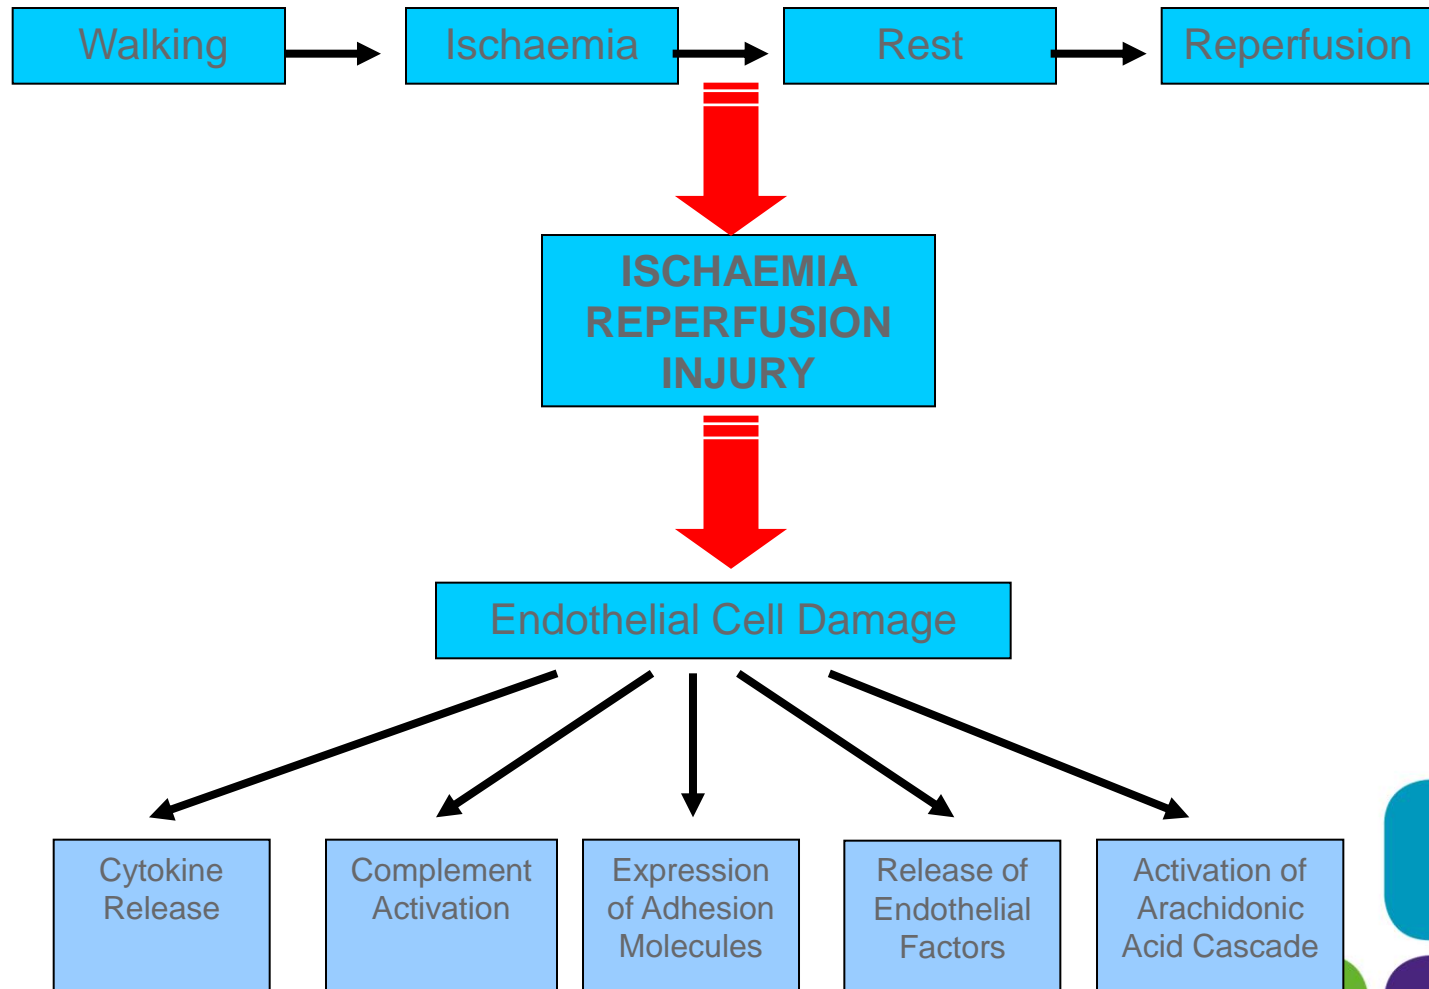 Walking
Ischaemia
Rest
Reperfusion
ISCHAEMIA
REPERFUSION
INJURY
Endothelial Cell Damage
Cytokine
Release
Complement
Activation
Expression
of Adhesion
Molecules
Release of
Endothelial
Factors
Activation of
Arachidonic
Acid Cascade